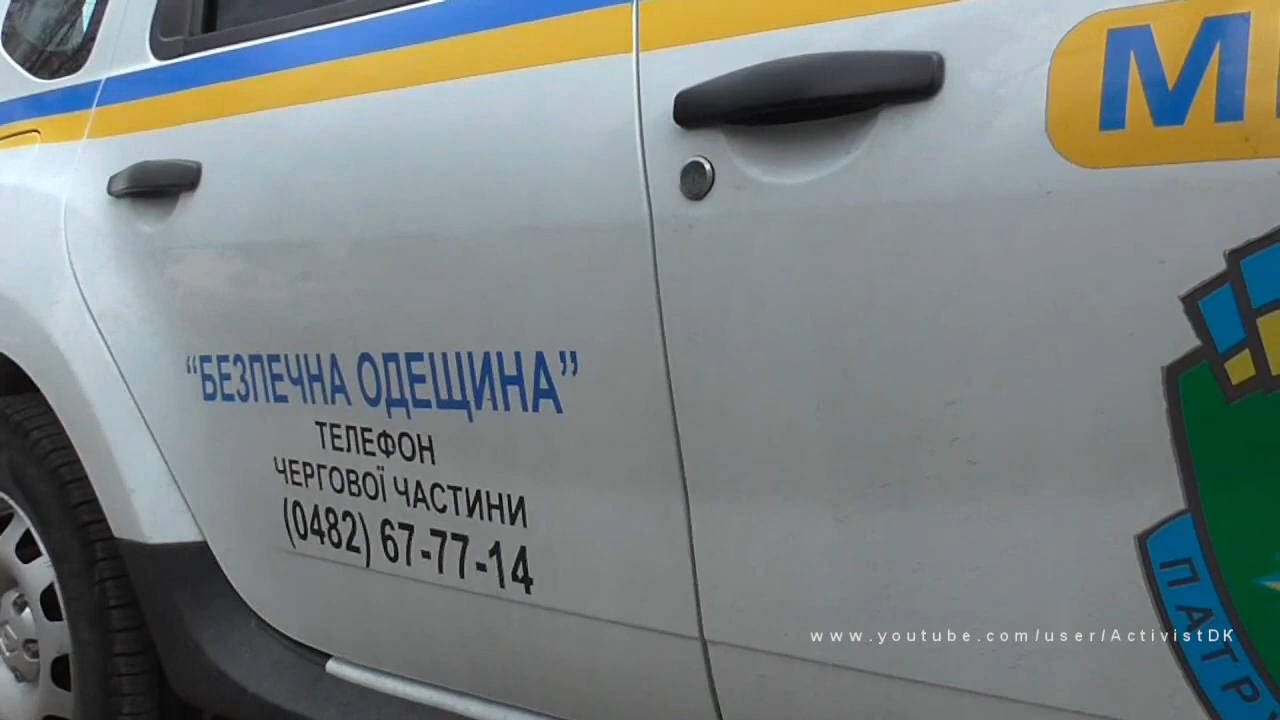 “БЕЗПЕЧНА ОДЕЩИНА”
ТЕЛЕФОН
ЧЕРГОВОЇ ЧАСТИНИ
(0482) 67-77-14
www.youtube.com/user/ActivistDK